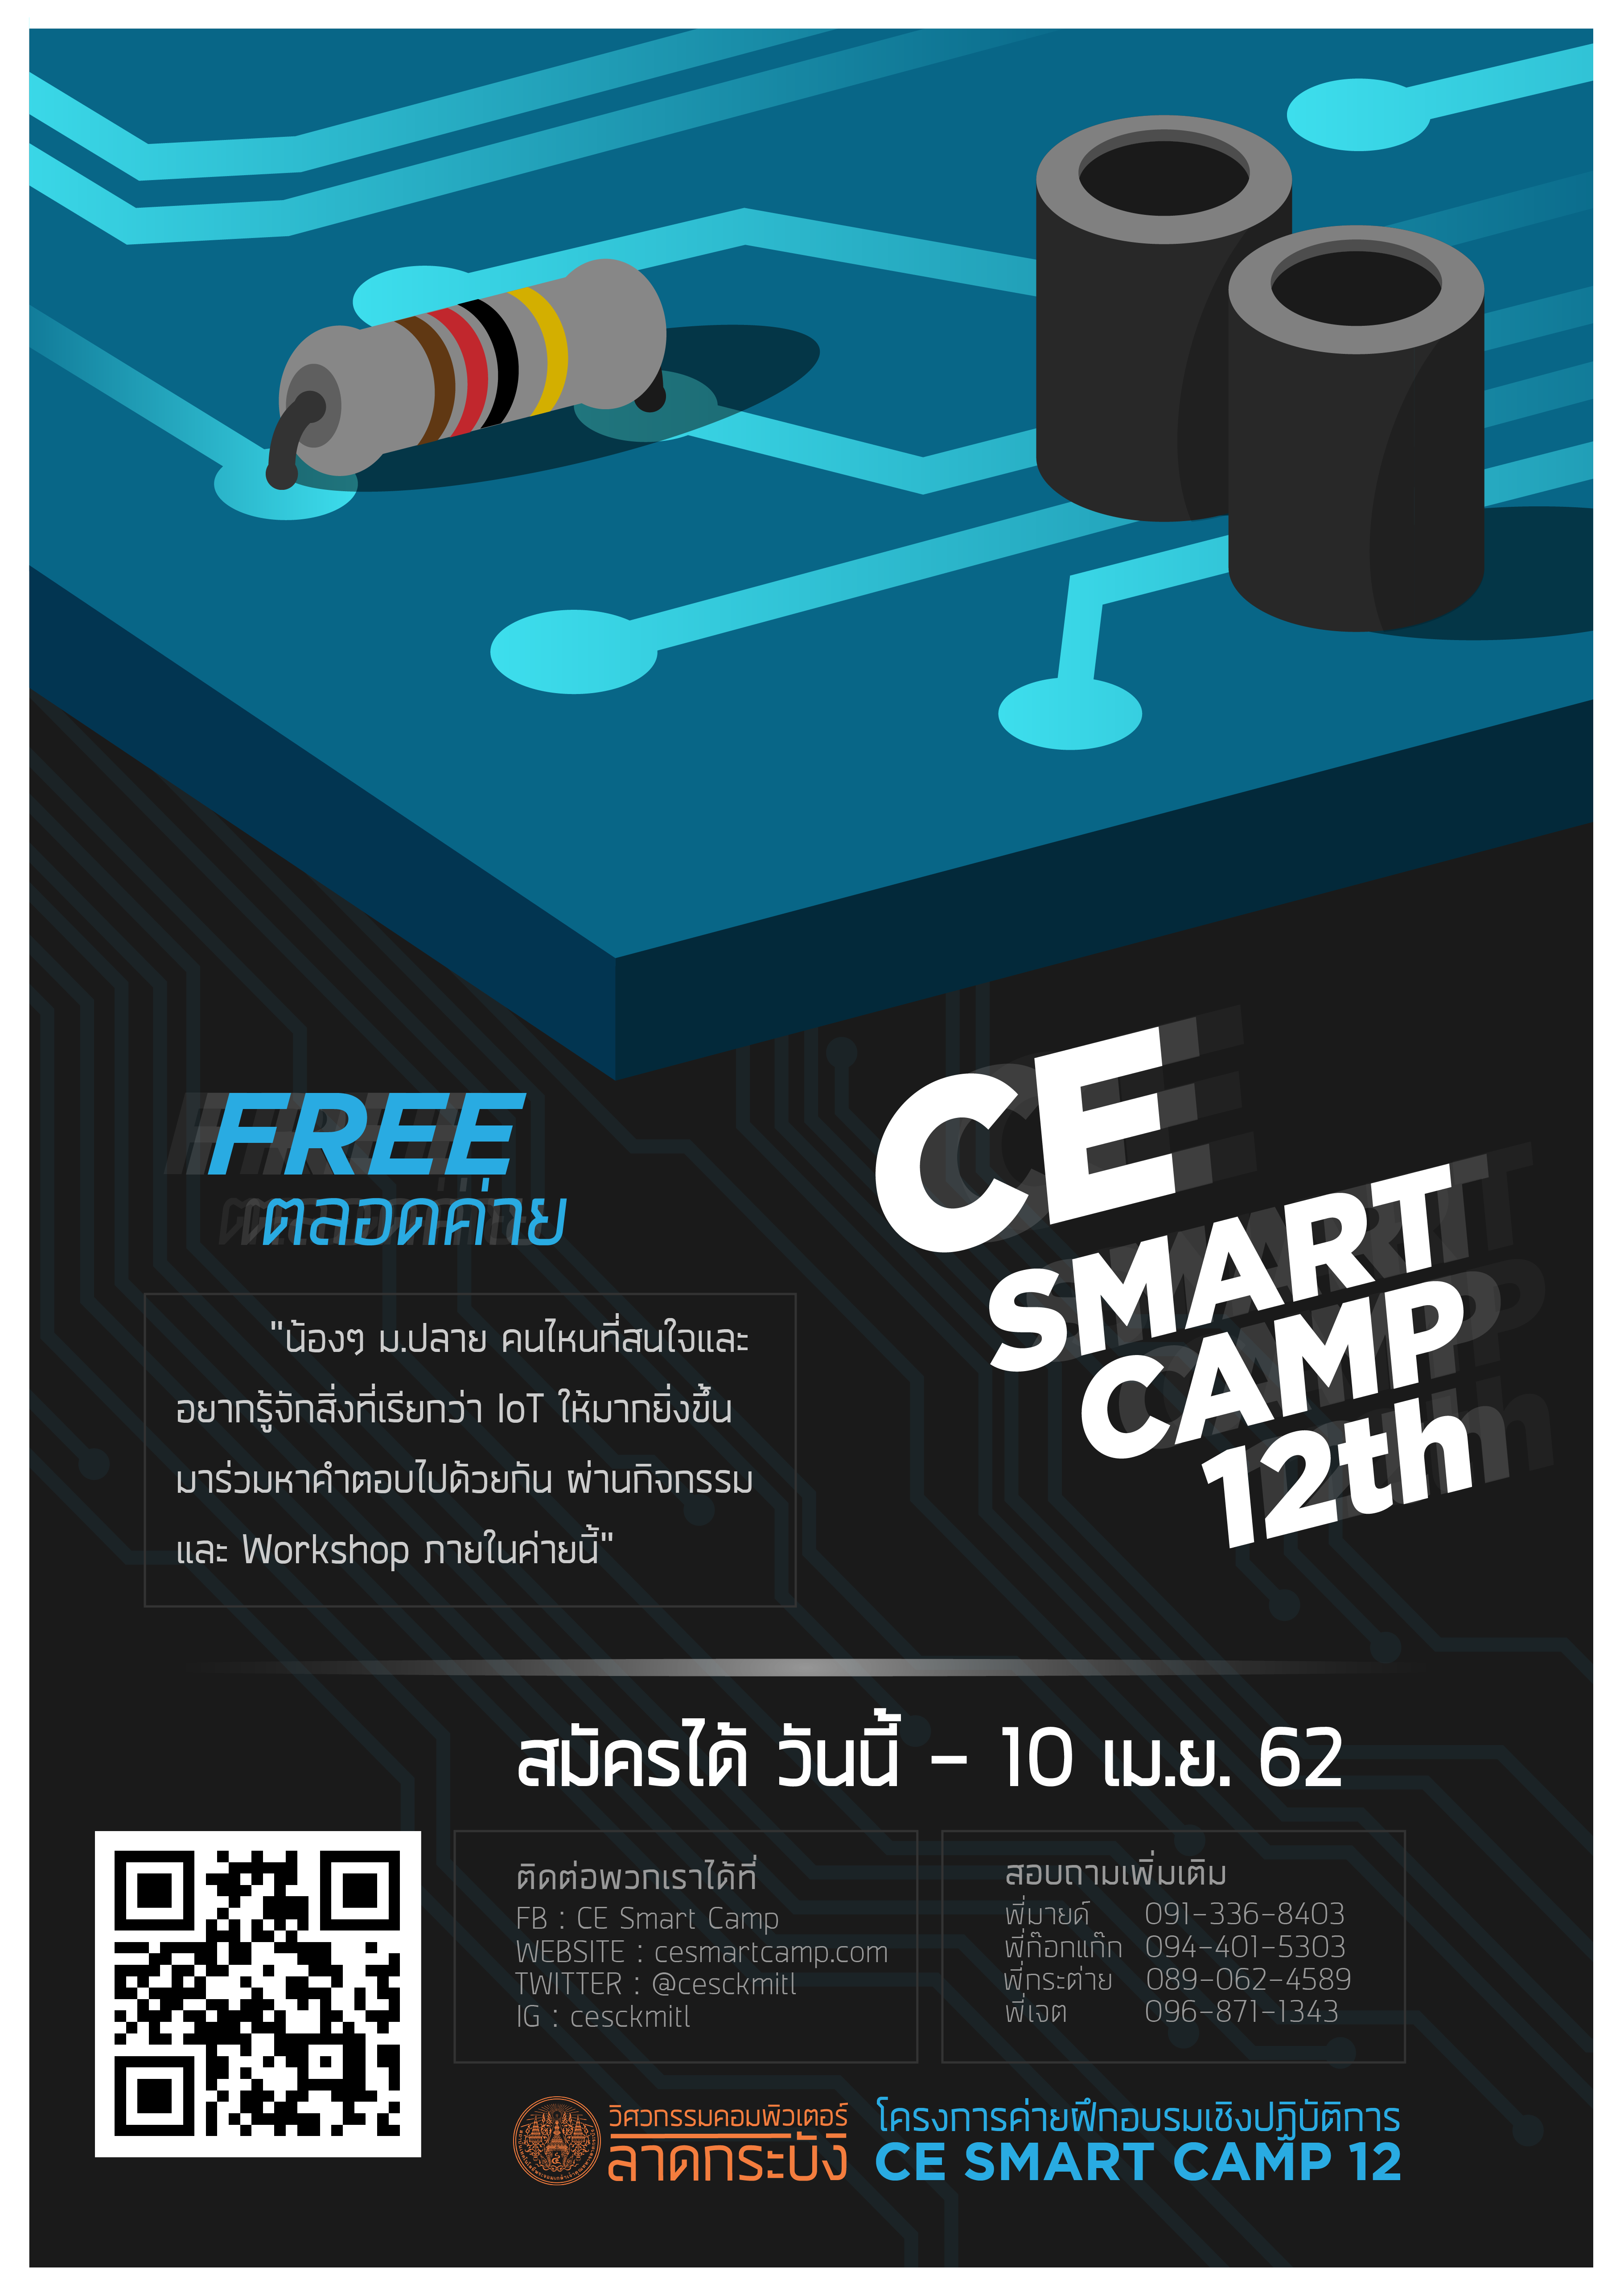 CE
SMART
CAMP
12th
FREE
ตลอดค่าย
"น้องๆ ม.ปลาย คนไหนที่สนใจและ
อยากรู้จักสิ่งที่เรียกว่า IoT ให้มากยิ่งขึ้น
มาร่วมหาคำตอบไปด้วยกัน ผ่านกิจกรรม
และ Workshop ภายในค่ายนี้"
สมัครได้ วันนี้ - 10 เม.ย. 62
ติดต่อพวกเราได้ที่
FB : CE Smart Camp
WEBSITE : cesmartcamp.com
TWITTER : @cesckmitl
IG : cesckmitl
สอบถามเพิ่มเติม
พี่มายด์ 091-336-8403
พี่ก๊อกแก๊ก 094-401-5303
พี่กระต่าย 089-062-4589
พี่เจต 096-871-1343
วิศวกรรมคอมพิวเตอร์
ลาดกระบัง
โครงการค่ายฝึกอบรมเชิงปฏิบัติการ
CE SMART CAMP 12